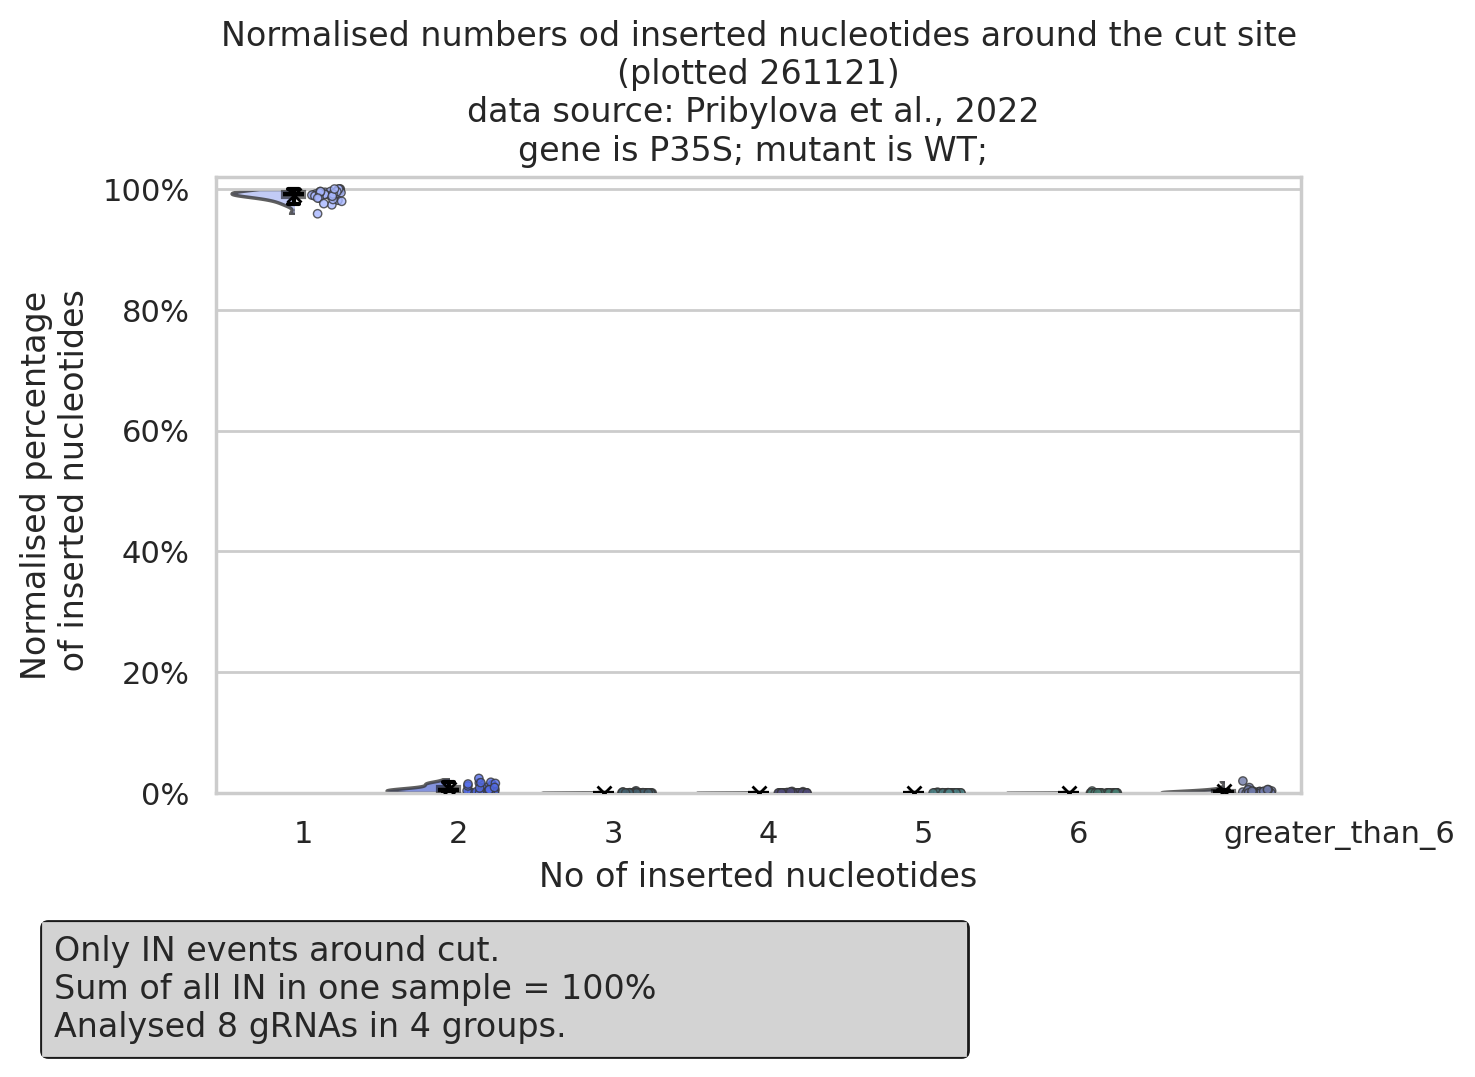 Normalised numbers od inserted nucleotides around the cut site
(plotted 261121)
data source: Pribylova et al., 2022
gene is P35S; mutant is WT;
100%
80%
60%
40%
20%
0%
Normalised percentage
of inserted nucleotides
1 2 3 4 5 6 greater_than_6
No of inserted nucleotides
Only IN events around cut.
Sum of all IN in one sample = 100%
Analysed 8 gRNAs in 4 groups.